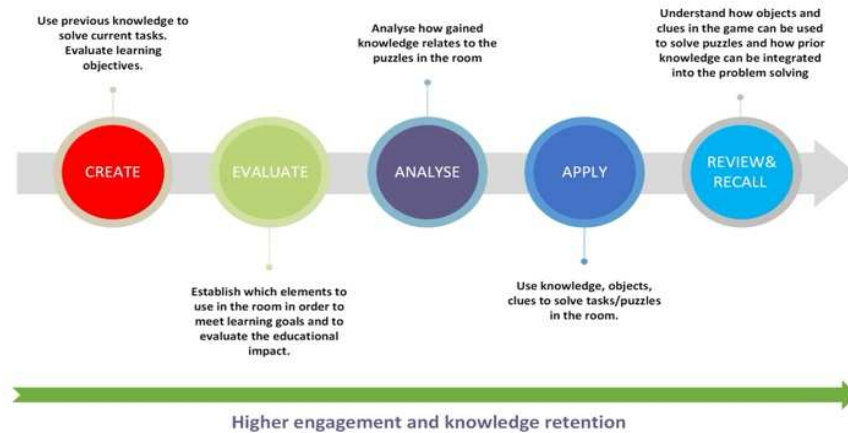 Use previous knowledge to
solve current tasks.
Evaluate learning
objectives.
Analyse how gained
knowledge relates to the
puzzles in the room
Understand how objects and
clues in the game can be used
to solve puzzles and how prior
knowledge can be integrated
into the problem solving
CREATE
EVALUATE
ANALYSE
APPLY
REVIEW&
RECALL
Establish which elements to
use in the room in order to
meet learning goals and to
evaluate the educational
impact.
Use knowledge, objects,
clues to solve tasks/puzzles
in the room.
Higher engagement and knowledge retention